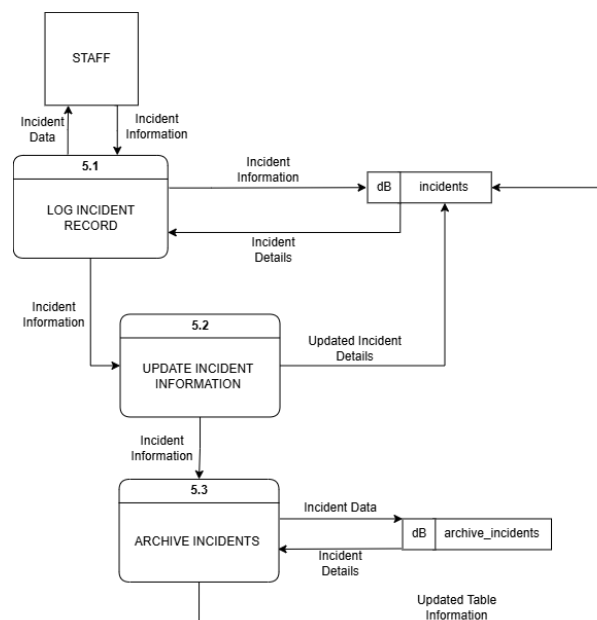 STAFF
Incident
Data
Incident
Information
5.1
LOG INCIDENT
RECORD
Incident
Information
dB
incidents
Incident
Details
Incident
Information
5.2
UPDATE INCIDENT
INFORMATION
Updated Incident
Details
Incident
Information
5.3
ARCHIVE INCIDENTS
Incident Data
dB
archive_incidents
Incident
Details
Updated Table
Information